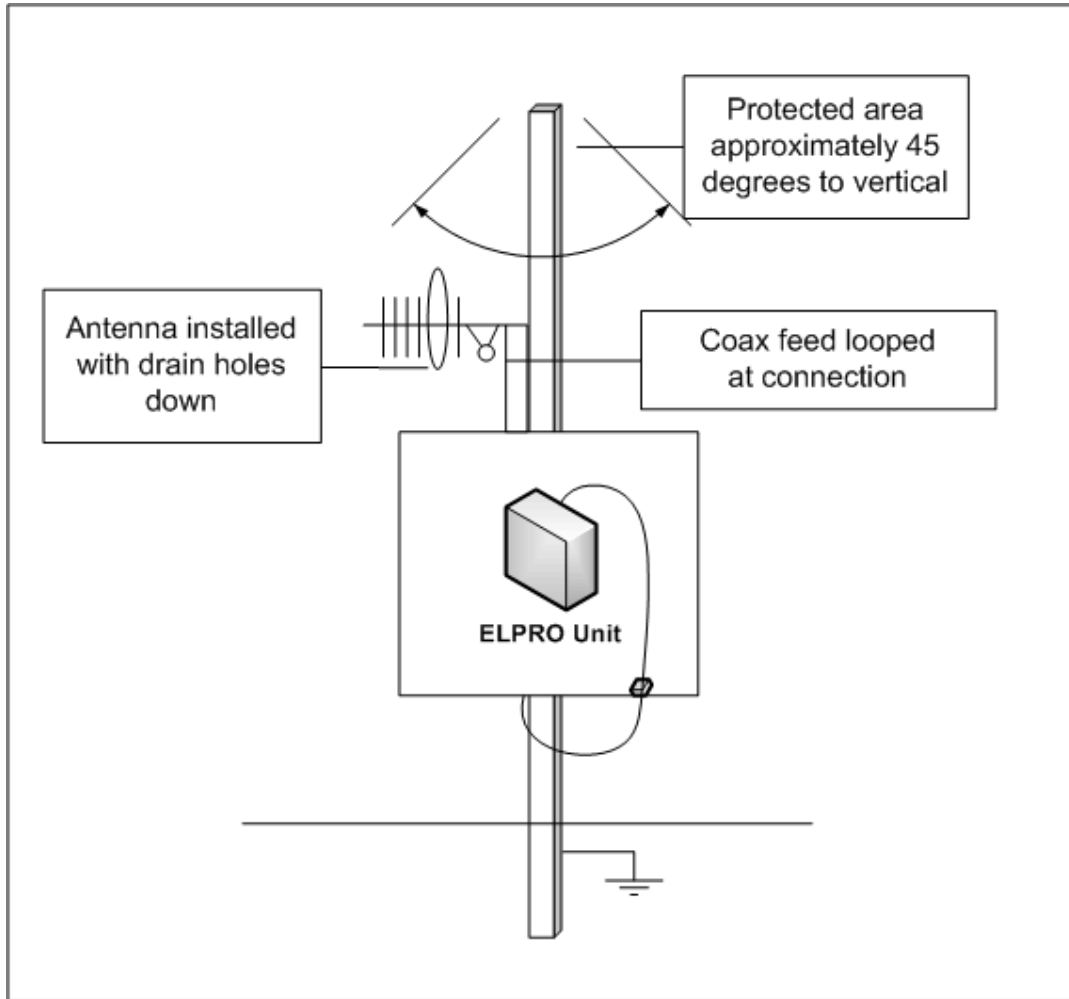 Protected area
approximately 45
degrees to vertical
Antenna installed
with drain holes
down
Coax feed looped
at connection
ELPRO Unit